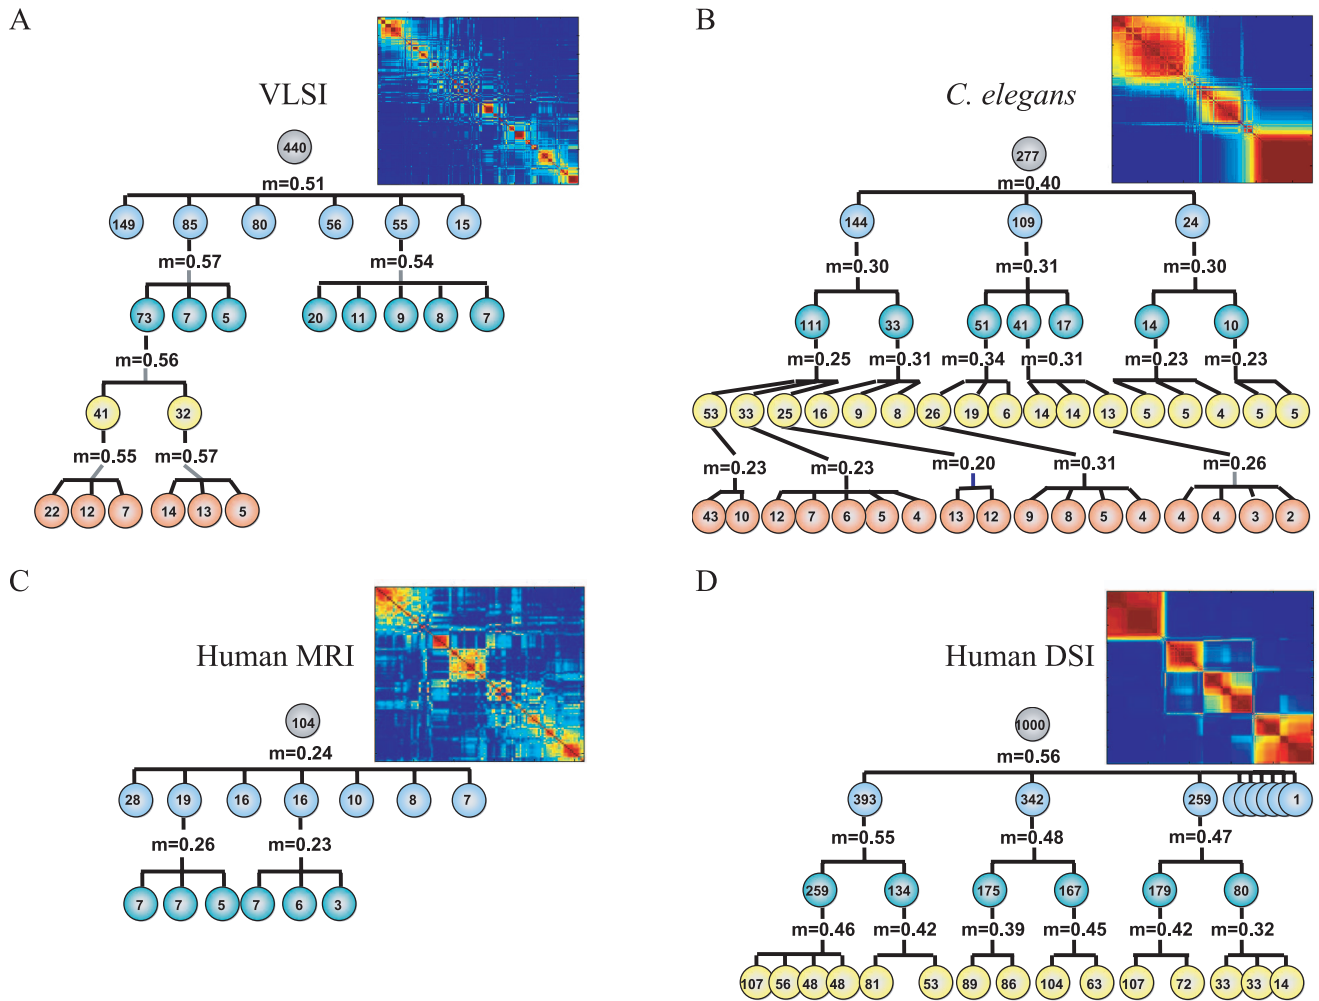 A
VLSI
440
m=0.51
149 85 80 56 55 15
m=0.57 m=0.54
73 7 5 20 11 9 8 7
m=0.56
41 32
m=0.55 m=0.57
22 12 7 14 13 5
B
C. elegans
277
m=0.40
144 109 24
m=0.30 m=0.31 m=0.30
111 33 51 41 17 14 10
m=0.25 m=0.31 m=0.34 m=0.31 m=0.23 m=0.23
53 33 25 16 9 8 26 19 6 14 14 13 5 5 4 5 5
m=0.23 m=0.23 m=0.20 m=0.31 m=0.26
43 10 12 7 6 5 4 13 12 9 8 5 4 4 4 3 2
C
Human MRI
104
m=0.24
28 19 16 16 10 8 7
m=0.26 m=0.23
7 7 5 7 6 3
D
Human DSI
1000
m=0.56
393 342 259 1
m=0.55 m=0.48 m=0.47
259 134 175 167 179 80
m=0.46 m=0.42 m=0.39 m=0.45 m=0.42 m=0.32
107 56 48 48 81 53 89 86 104 63 107 72 33 33 14